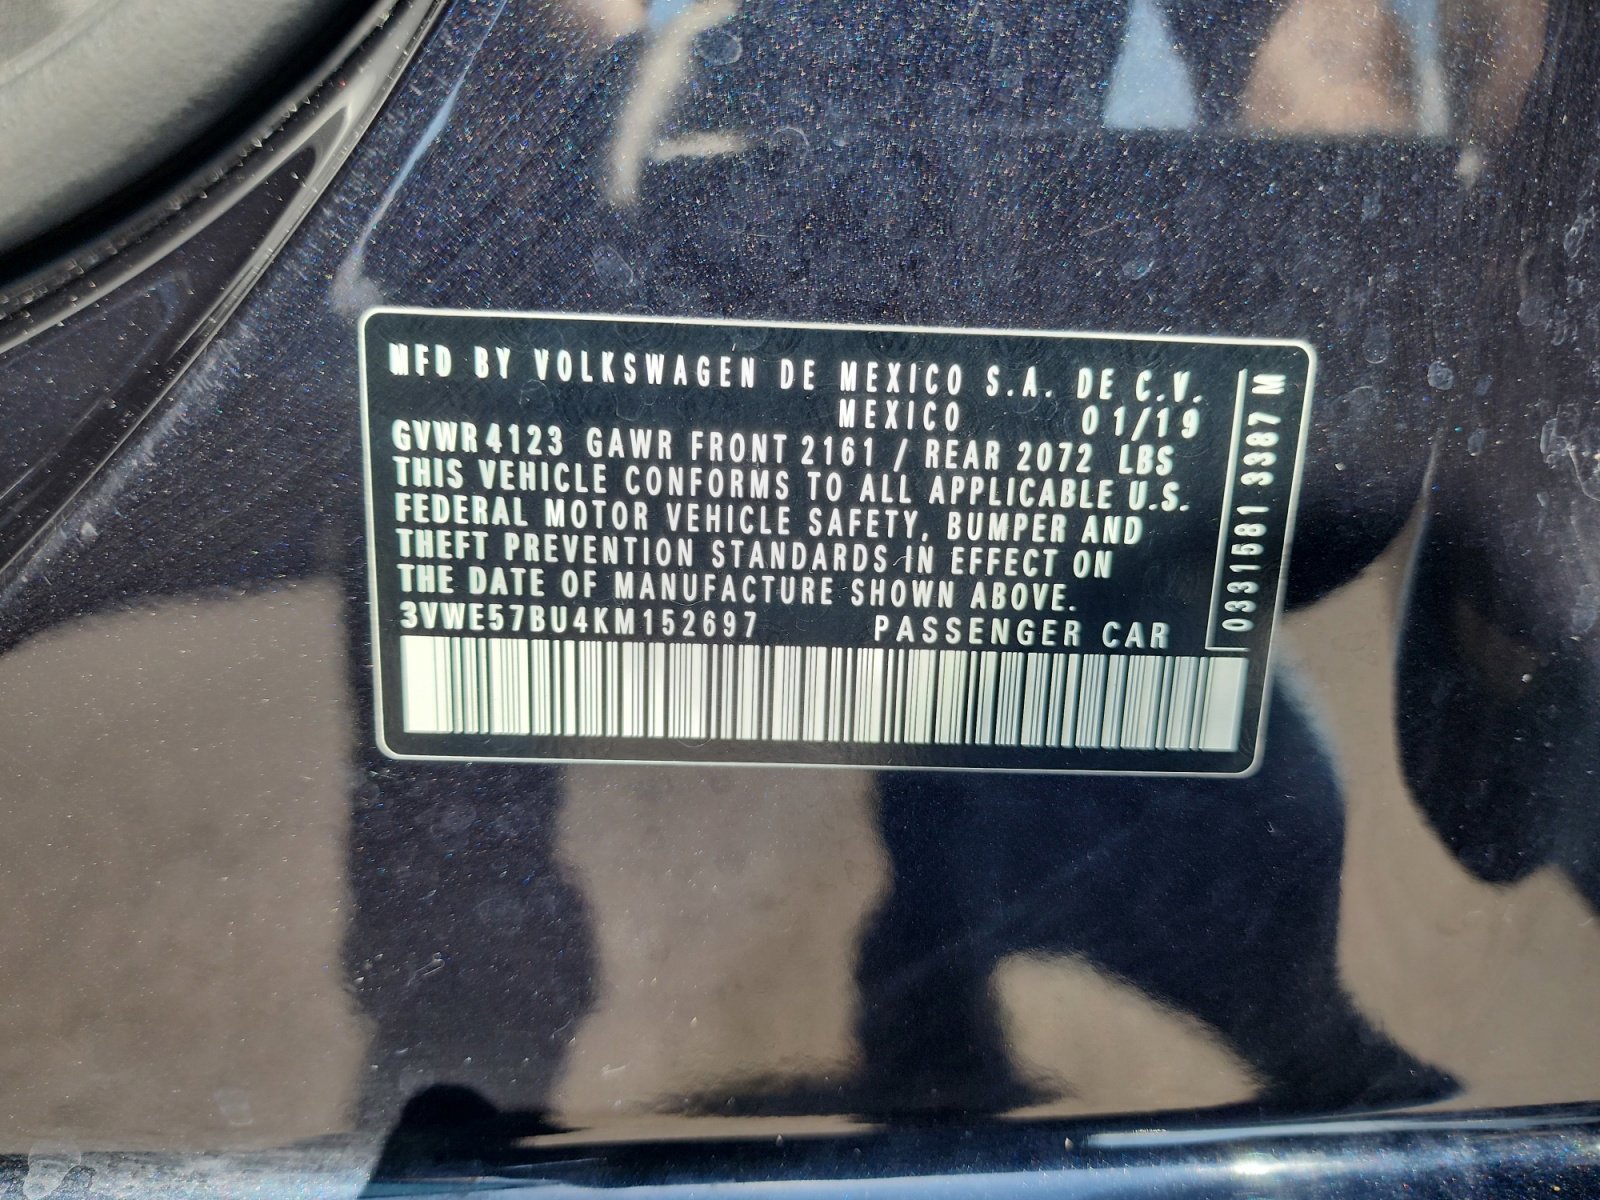 MFD BY VOLKSWAGEN DE MEXICO S.A. DE C.V.
MEXICO 01/19
GVWR 4123 GAWR FRONT 2161 / REAR 2072 LBS
THIS VEHICLE CONFORMS TO ALL APPLICABLE U.S.
FEDERAL MOTOR VEHICLE SAFETY, BUMPER AND
THEFT PREVENTION STANDARDS IN EFFECT ON
THE DATE OF MANUFACTURE SHOWN ABOVE.
3VWE57BU4KM152697 PASSENGER CAR
0331581 3387 M